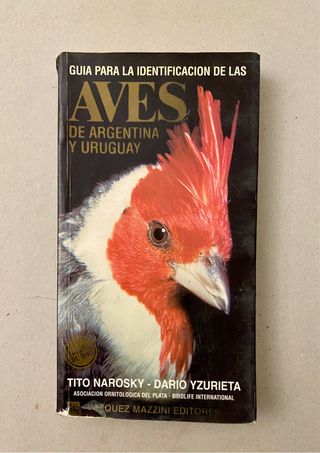 GUIA PARA LA IDENTIFICACION DE LAS
AVES
DE ARGENTINA
Y URUGUAY
TITO NAROSKY - DARIO YZURIETA
ASOCIACION ORNITOLOGICA DEL PLATA - BIRDLIFE INTERNATIONAL
VAZQUEZ MAZZINI EDITORES